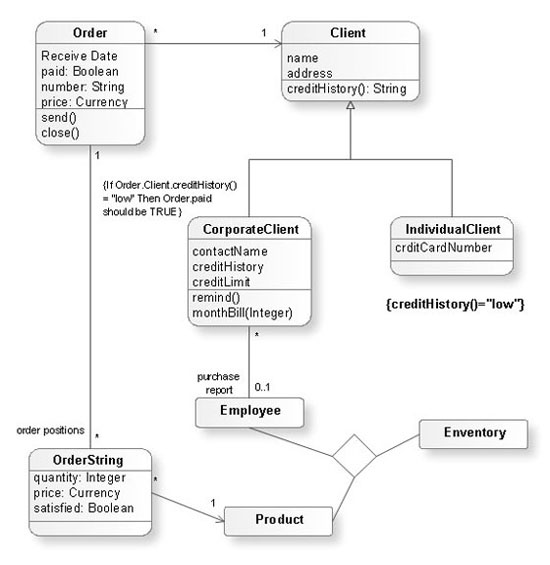 Order
Receive Date
paid: Boolean
number: String
price: Currency
send()
close()
*
1
Client
name
address
creditHistory(): String
1
{If Order.Client.creditHistory()
= "low" Then Order.paid
should be TRUE}
CorporateClient
contactName
creditHistory
creditLimit
remind()
monthBill(Integer)
IndividualClient
crditCardNumber
{creditHistory()="low"}
*
purchase
report
0..1
Employee
Enventory
order positions
*
OrderString
quantity: Integer
price: Currency
satisfied: Boolean
*
1
Product